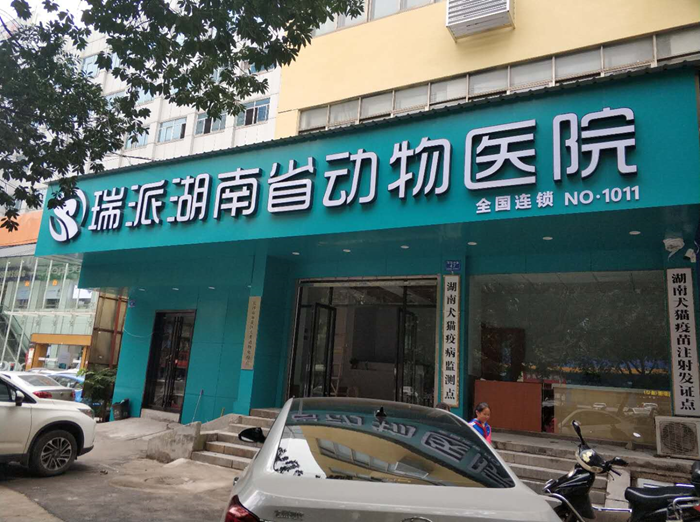 瑞派湖南省动物医院
全国连锁 NO·1011
湖南犬猫疫病监测点
湖南犬猫疫苗注射发证点